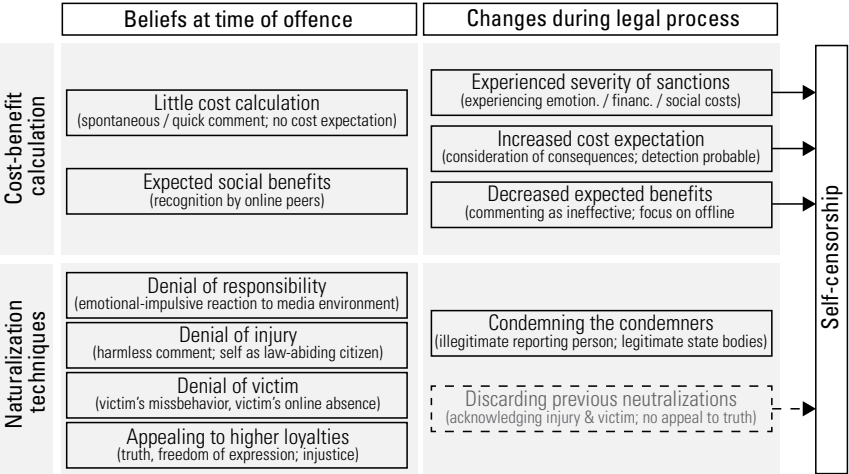 Beliefs at time of offence
Changes during legal process
Cost-benefit
calculation
Little cost calculation
(spontaneous / quick comment; no cost expectation)
Expected social benefits
(recognition by online peers)
Experienced severity of sanctions
(experiencing emotion. / financ. / social costs)
Increased cost expectation
(consideration of consequences; detection probable)
Decreased expected benefits
(commenting as ineffective; focus on offline
Naturalization
techniques
Denial of responsibility
(emotional-impulsive reaction to media environment)
Denial of injury
(harmless comment; self as law-abiding citizen)
Denial of victim
(victim's missbehavior, victim's online absence)
Appealing to higher loyalties
(truth, freedom of expression; injustice)
Condemning the condemners
(illegitimate reporting person; legitimate state bodies)
Discarding previous neutralizations
(acknowledging injury & victim; no appeal to truth)
Self-censorship